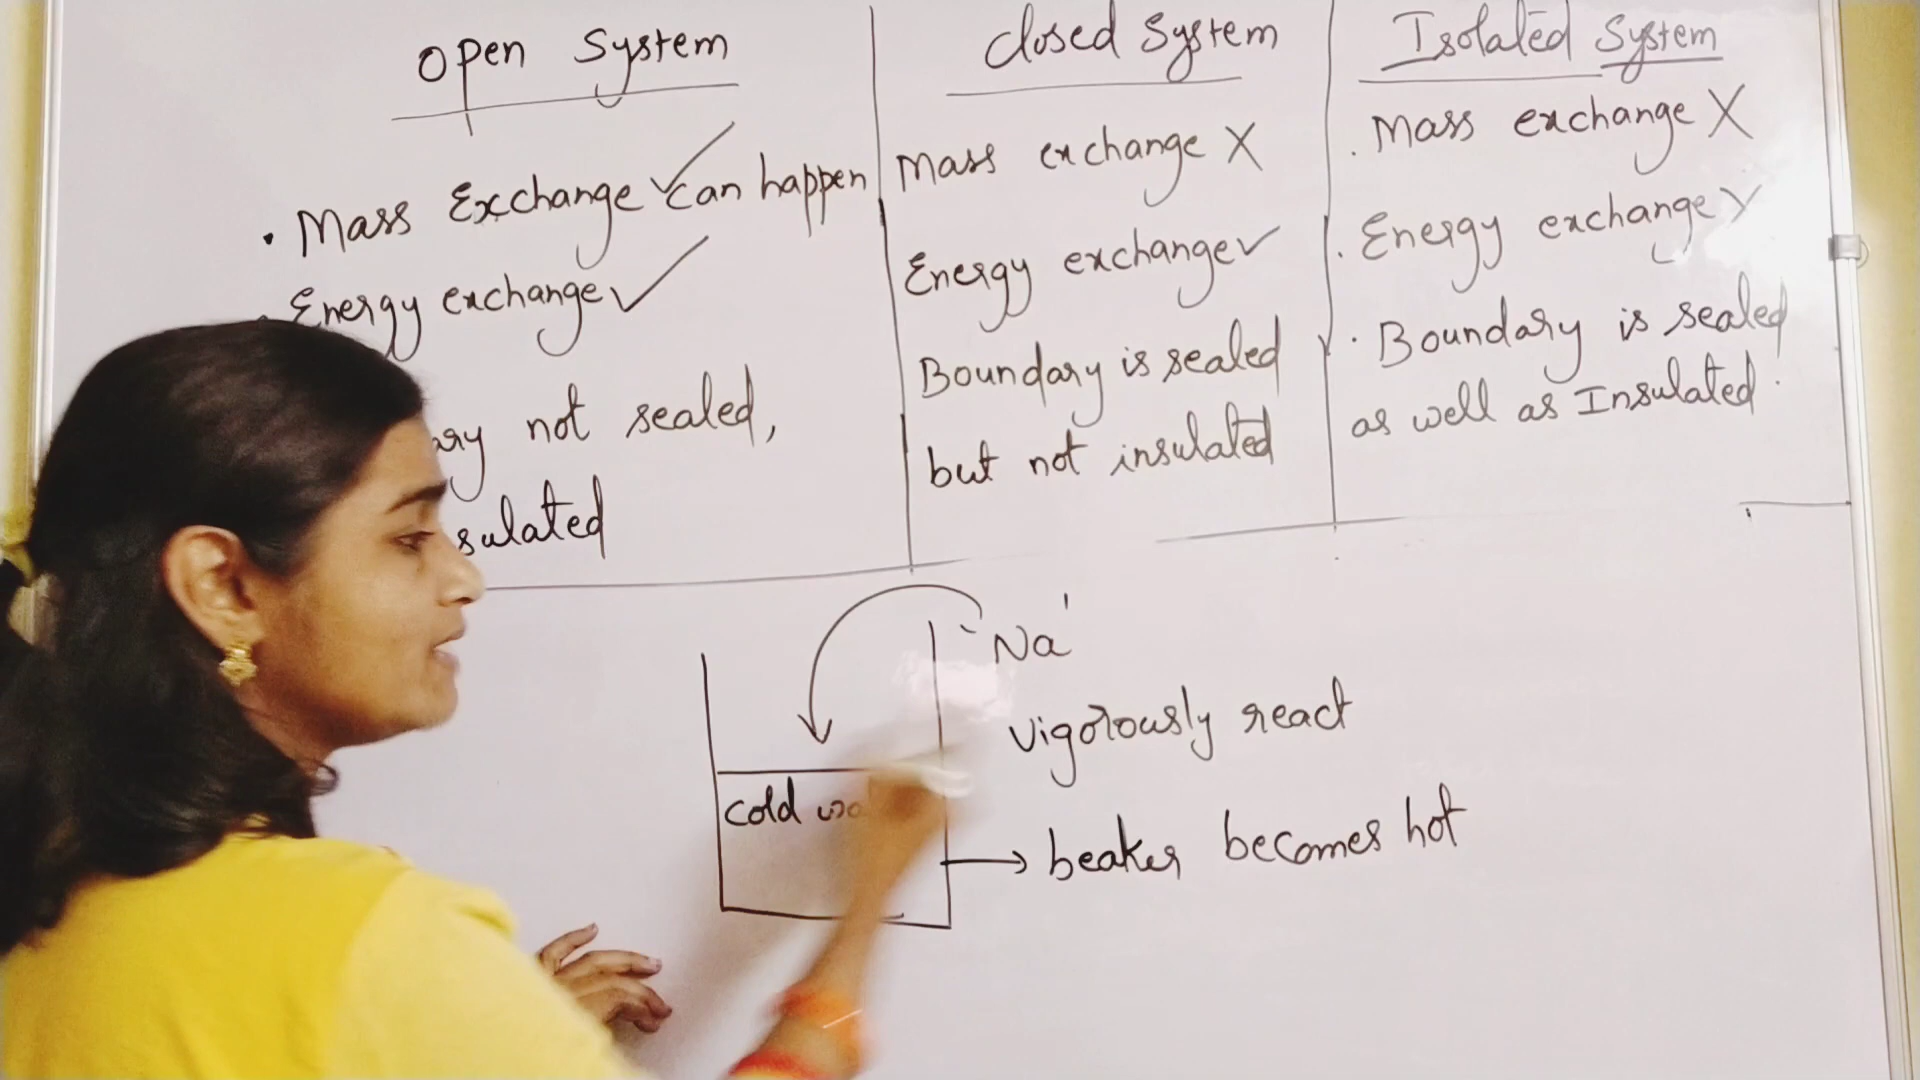 Open System
Mass Exchange ✓ can happen
Energy exchange ✓
not sealed,
Closed System
Mass exchange X
Energy exchange ✓
Boundary is sealed
but not insulated
Isolated System
Mass exchange X
Energy exchange X
Boundary is sealed
as well as Insulated.
Na
vigorously react
cold
beaker becomes hot